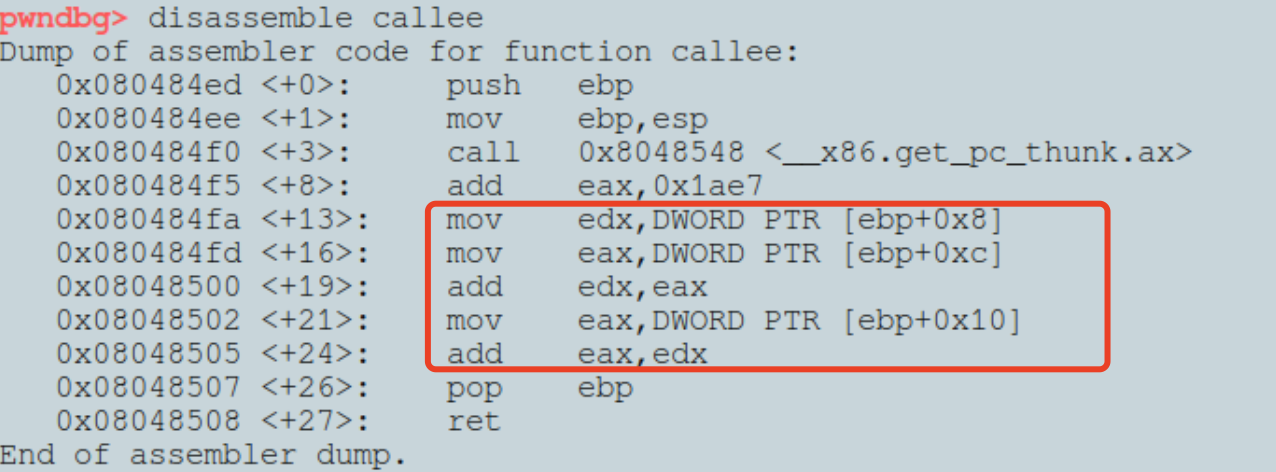 pwndbg> disassemble callee
Dump of assembler code for function callee:
   0x080484ed <+0>:     push   ebp
   0x080484ee <+1>:     mov    ebp,esp
   0x080484f0 <+3>:     call   0x8048548 <__x86.get_pc_thunk.ax>
   0x080484f5 <+8>:     add    eax,0x1ae7
   0x080484fa <+13>:    mov    edx,DWORD PTR [ebp+0x8]
   0x080484fd <+16>:    mov    eax,DWORD PTR [ebp+0xc]
   0x08048500 <+19>:    add    edx,eax
   0x08048502 <+21>:    mov    eax,DWORD PTR [ebp+0x10]
   0x08048505 <+24>:    add    eax,edx
   0x08048507 <+26>:    pop    ebp
   0x08048508 <+27>:    ret
End of assembler dump.